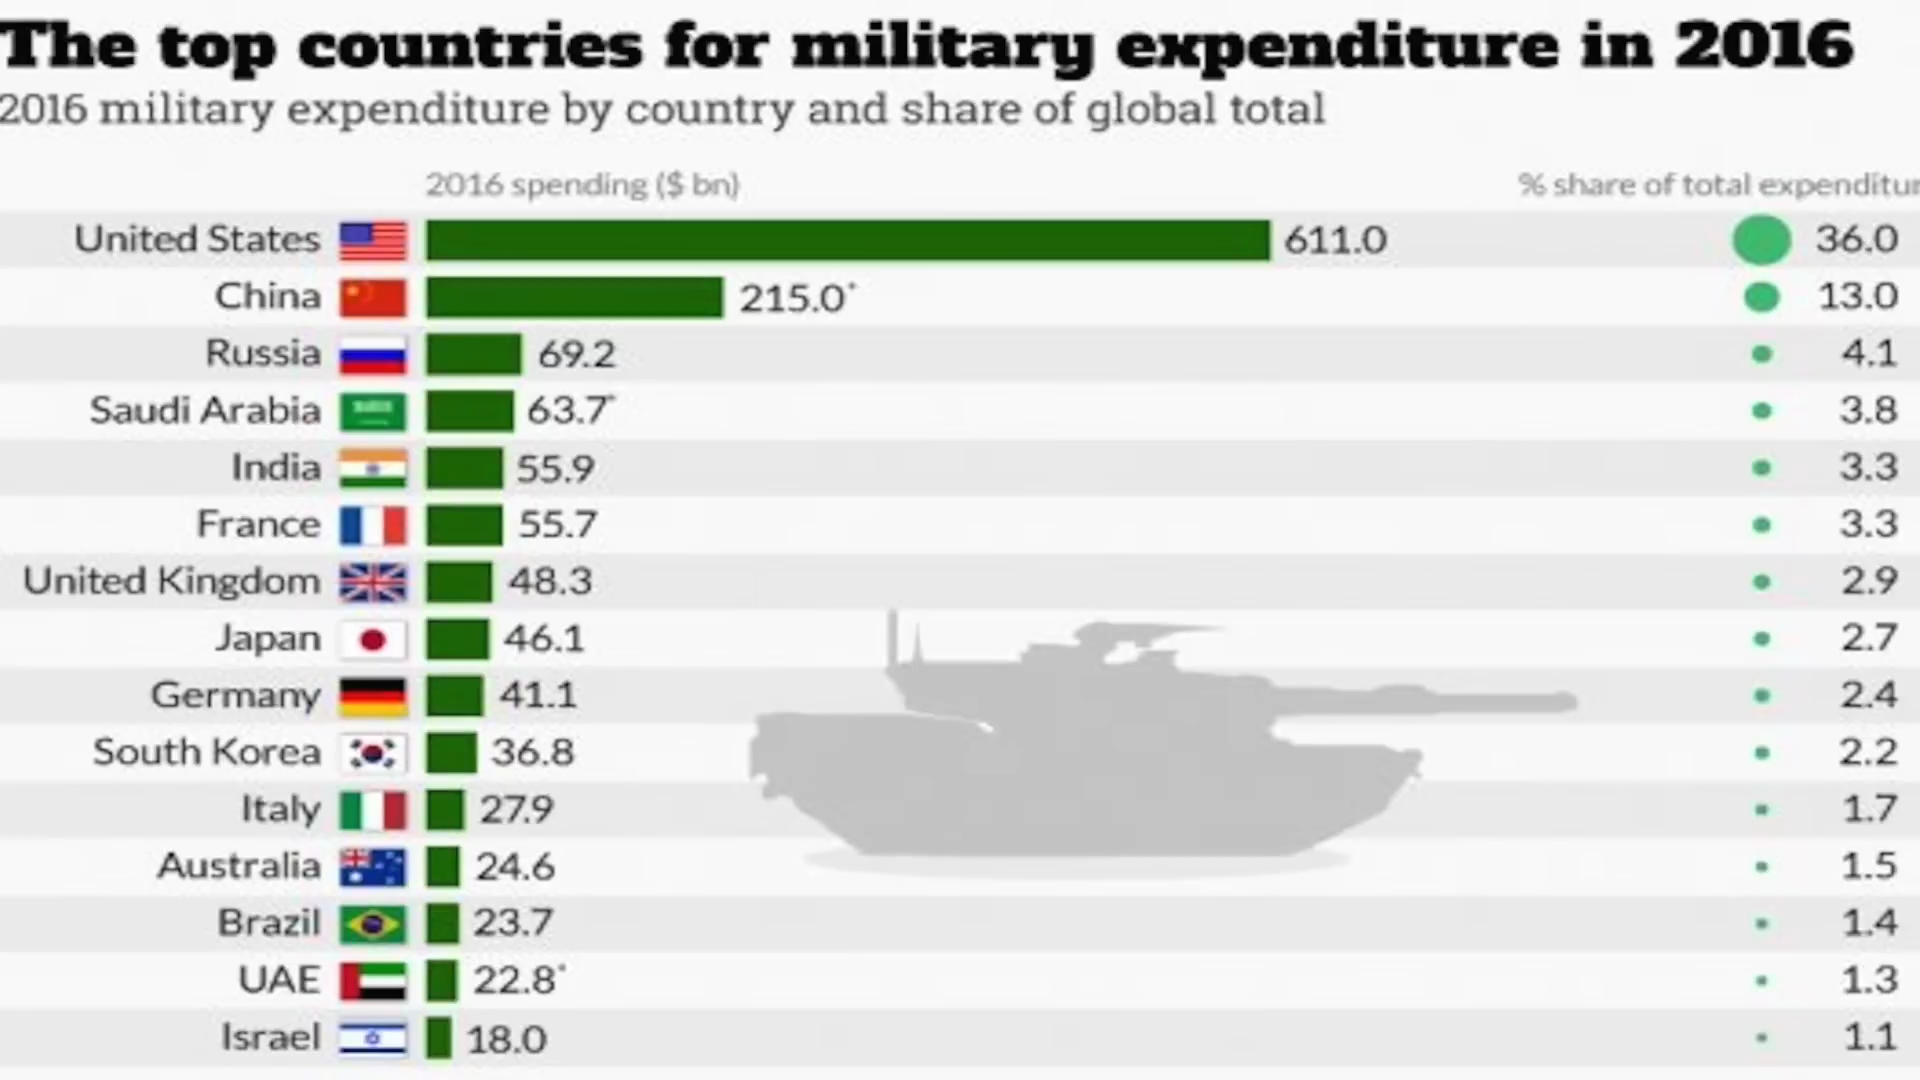 The top countries for military expenditure in 2016
2016 military expenditure by country and share of global total
2016 spending ($ bn) % share of total expenditur
United States 611.0 36.0
China 215.0* 13.0
Russia 69.2 4.1
Saudi Arabia 63.7* 3.8
India 55.9 3.3
France 55.7 3.3
United Kingdom 48.3 2.9
Japan 46.1 2.7
Germany 41.1 2.4
South Korea 36.8 2.2
Italy 27.9 1.7
Australia 24.6 1.5
Brazil 23.7 1.4
UAE 22.8* 1.3
Israel 18.0 1.1